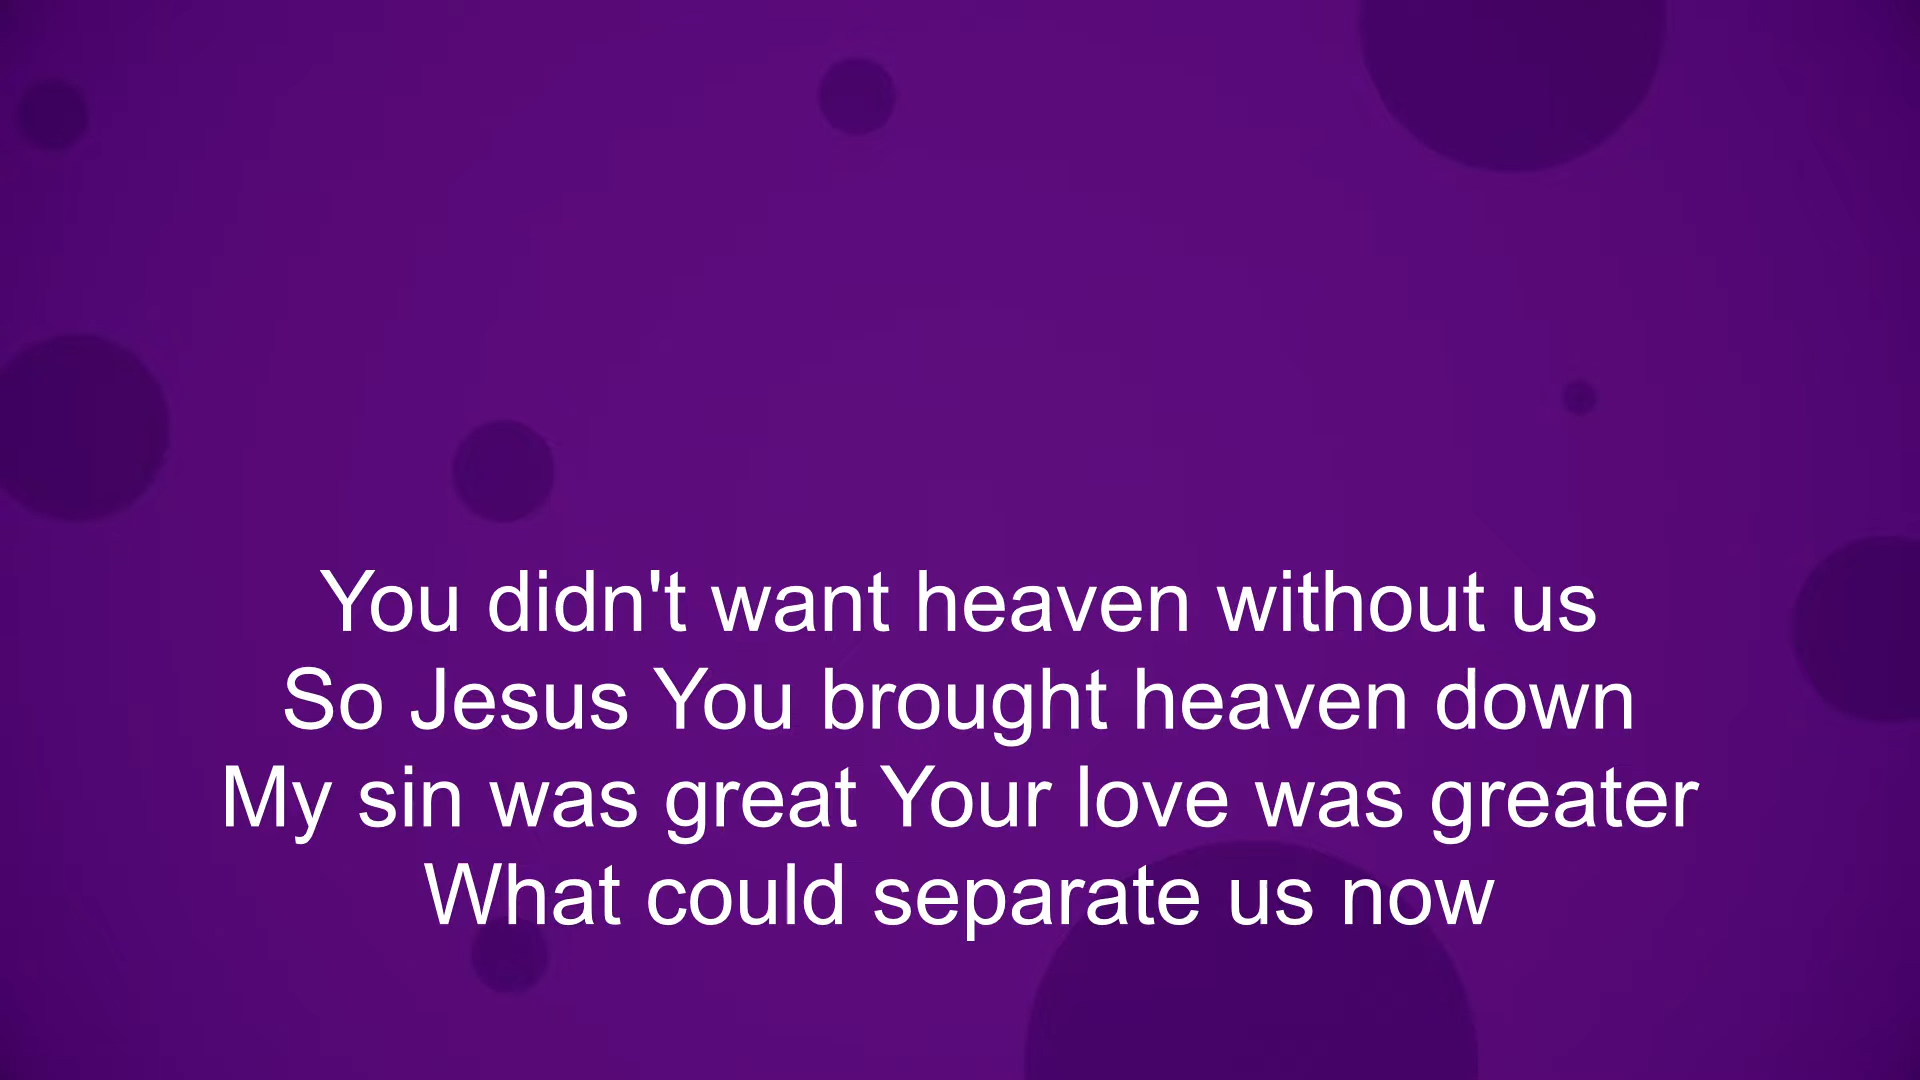 You didn't want heaven without us
So Jesus You brought heaven down
My sin was great Your love was greater
What could separate us now